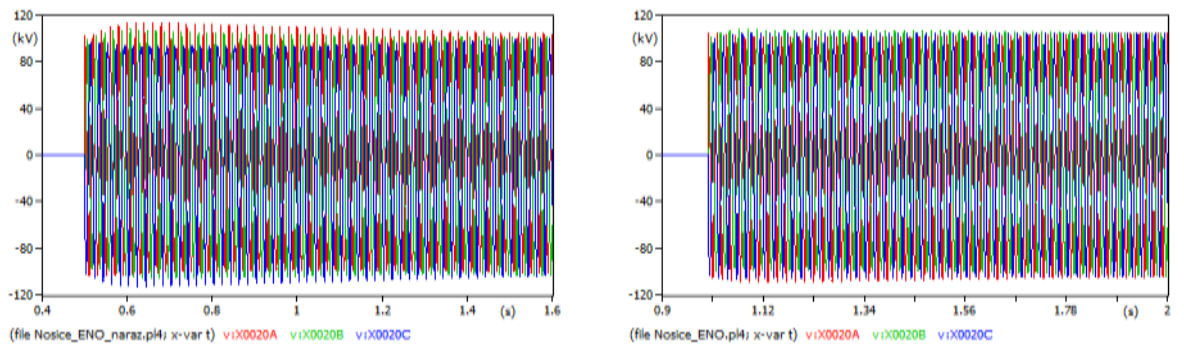 120
(kV)
80
40
0
-40
-80
-120
0.4 0.6 0.8 1 1.2 1.4 (s) 1.6
(file Nosice_ENO_naraz.pl4; x-var t) v:X0020A v:X0020B v:X0020C
120
(kV)
80
40
0
-40
-80
-120
0.9 1.12 1.34 1.56 1.78 (s) 2
(file Nosice_ENO.pl4; x-var t) v:X0020A v:X0020B v:X0020C